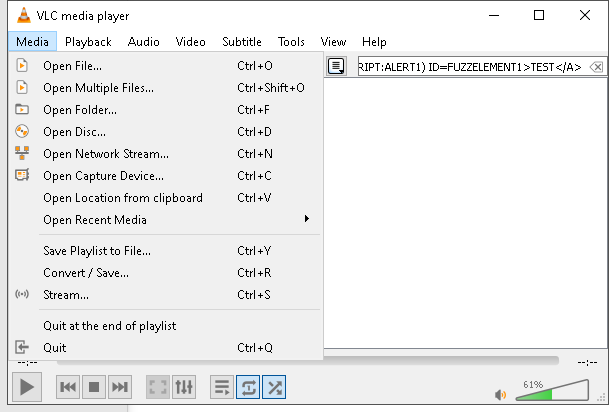 VLC media player
Media Playback Audio Video Subtitle Tools View Help
RIPT:ALERT1) ID=FUZZELEMENT1>TEST</A>
Open File... Ctrl+O
Open Multiple Files... Ctrl+Shift+O
Open Folder... Ctrl+F
Open Disc... Ctrl+D
Open Network Stream... Ctrl+N
Open Capture Device... Ctrl+C
Open Location from clipboard Ctrl+V
Open Recent Media
Save Playlist to File... Ctrl+Y
Convert / Save... Ctrl+R
Stream... Ctrl+S
Quit at the end of playlist
Quit Ctrl+Q
--:-- --:--
61%